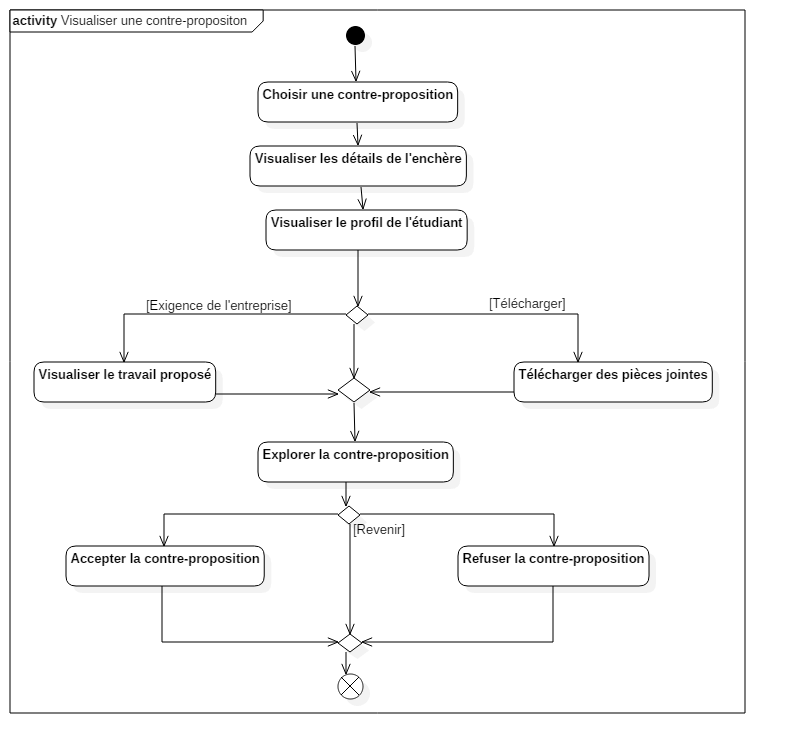 activity Visualiser une contre-propositon
Choisir une contre-proposition
Visualiser les détails de l'enchère
Visualiser le profil de l'étudiant
[Exigence de l'entreprise]
[Télécharger]
Visualiser le travail proposé
Télécharger des pièces jointes
Explorer la contre-proposition
[Revenir]
Accepter la contre-proposition
Refuser la contre-proposition